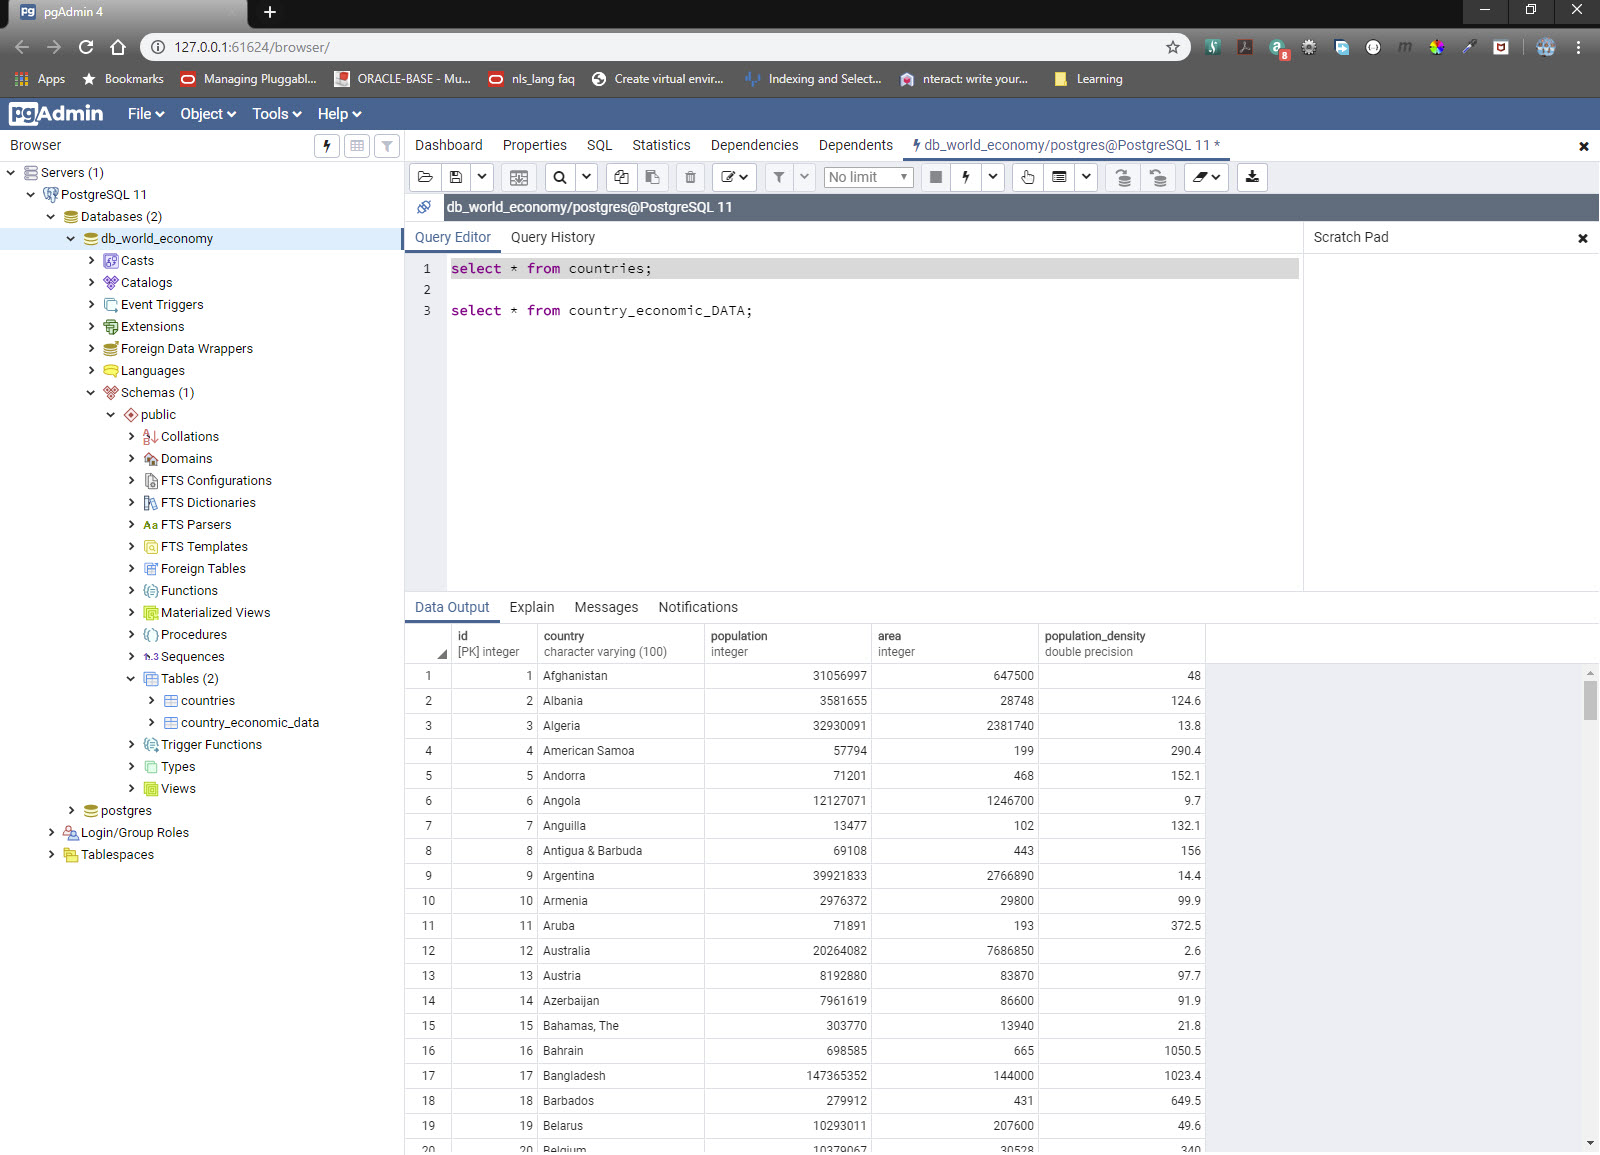 pgAdmin 4
127.0.0.1:61624/browser/
8
Apps Bookmarks Managing Pluggabl... ORACLE-BASE - Mu... nls_lang faq Create virtual envir... Indexing and Select... nteract: write your... Learning
pgAdmin File Object Tools Help
Browser
Dashboard Properties SQL Statistics Dependencies Dependents db_world_economy/postgres@PostgreSQL 11 *
No limit
db_world_economy/postgres@PostgreSQL 11
Servers (1)
PostgreSQL 11
Databases (2)
db_world_economy
Casts
Catalogs
Event Triggers
Extensions
Foreign Data Wrappers
Languages
Schemas (1)
public
Collations
Domains
FTS Configurations
FTS Dictionaries
Aa FTS Parsers
FTS Templates
Foreign Tables
Functions
Materialized Views
Procedures
Sequences
Tables (2)
countries
country_economic_data
Trigger Functions
Types
Views
postgres
Login/Group Roles
Tablespaces
Query Editor Query History
Scratch Pad
1 select * from countries;
2
3 select * from country_economic_DATA;
Data Output Explain Messages Notifications
id country population area population_density
[PK] integer character varying (100) integer integer double precision
1 1 Afghanistan 31056997 647500 48
2 2 Albania 3581655 28748 124.6
3 3 Algeria 32930091 2381740 13.8
4 4 American Samoa 57794 199 290.4
5 5 Andorra 71201 468 152.1
6 6 Angola 12127071 1246700 9.7
7 7 Anguilla 13477 102 132.1
8 8 Antigua & Barbuda 69108 443 156
9 9 Argentina 39921833 2766890 14.4
10 10 Armenia 2976372 29800 99.9
11 11 Aruba 71891 193 372.5
12 12 Australia 20264082 7686850 2.6
13 13 Austria 8192880 83870 97.7
14 14 Azerbaijan 7961619 86600 91.9
15 15 Bahamas, The 303770 13940 21.8
16 16 Bahrain 698585 665 1050.5
17 17 Bangladesh 147365352 144000 1023.4
18 18 Barbados 279912 431 649.5
19 19 Belarus 10293011 207600 49.6
20 20 Belgium 10379067 30528 340